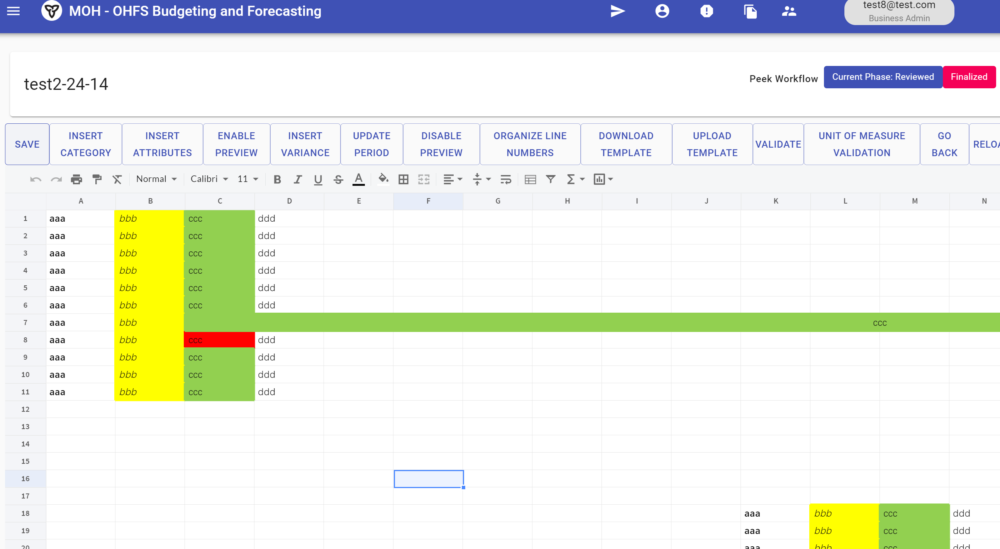 MOH - OHFS Budgeting and Forecasting
test8@test.com
Business Admin
test2-24-14
Peek Workflow Current Phase: Reviewed Finalized
SAVE
INSERT CATEGORY
INSERT ATTRIBUTES
ENABLE PREVIEW
INSERT VARIANCE
UPDATE PERIOD
DISABLE PREVIEW
ORGANIZE LINE NUMBERS
DOWNLOAD TEMPLATE
UPLOAD TEMPLATE
VALIDATE
UNIT OF MEASURE VALIDATION
GO BACK
RELOA
Normal Calibri 11 B I U S A Σ
A B C D E F G H I J K L M N
1 aaa bbb ccc ddd
2 aaa bbb ccc ddd
3 aaa bbb ccc ddd
4 aaa bbb ccc ddd
5 aaa bbb ccc ddd
6 aaa bbb ccc ddd
7 aaa bbb ccc
8 aaa bbb ccc ddd
9 aaa bbb ccc ddd
10 aaa bbb ccc ddd
11 aaa bbb ccc ddd
12
13
14
15
16
17
18 aaa bbb ccc ddd
19 aaa bbb ccc ddd
20 aaa bbb ccc ddd